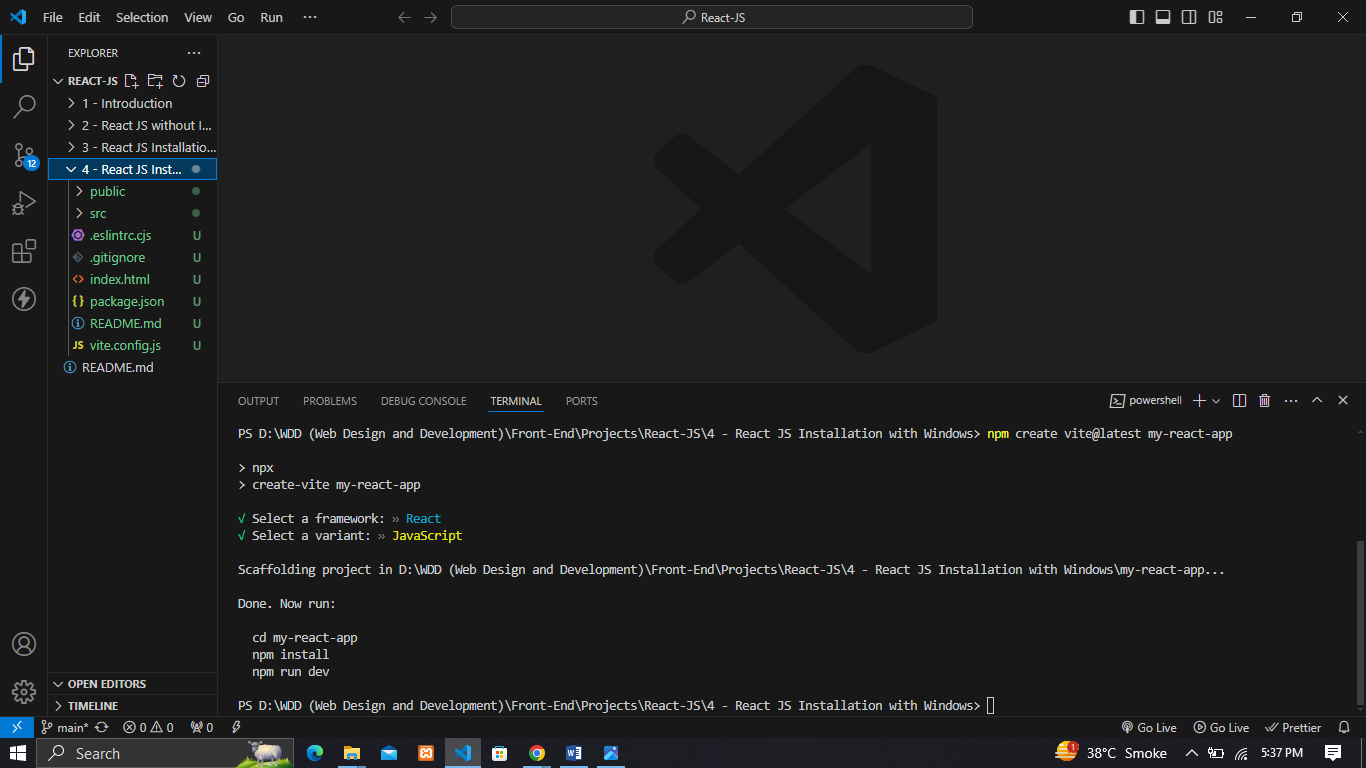 File Edit Selection View Go Run ···
React-JS
EXPLORER ···
REACT-JS
1 - Introduction
2 - React JS without I...
3 - React JS Installatio...
4 - React JS Inst...
public
src
.eslintrc.cjs U
.gitignore U
index.html U
{} package.json U
README.md U
JS vite.config.js U
README.md
OUTPUT PROBLEMS DEBUG CONSOLE TERMINAL PORTS
powershell
PS D:\WDD (Web Design and Development)\Front-End\Projects\React-JS\4 - React JS Installation with Windows> npm create vite@latest my-react-app
> npx
> create-vite my-react-app
√ Select a framework: » React
√ Select a variant: » JavaScript
Scaffolding project in D:\WDD (Web Design and Development)\Front-End\Projects\React-JS\4 - React JS Installation with Windows\my-react-app...
Done. Now run:
cd my-react-app
npm install
npm run dev
PS D:\WDD (Web Design and Development)\Front-End\Projects\React-JS\4 - React JS Installation with Windows>
12
OPEN EDITORS
TIMELINE
main* 0 0 0 Go Live Go Live Prettier
Search
1 38°C Smoke 5:37 PM